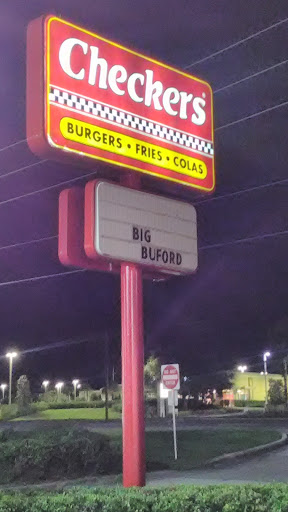 Checkers
BURGERS • FRIES • COLAS
BIG
BUFORD